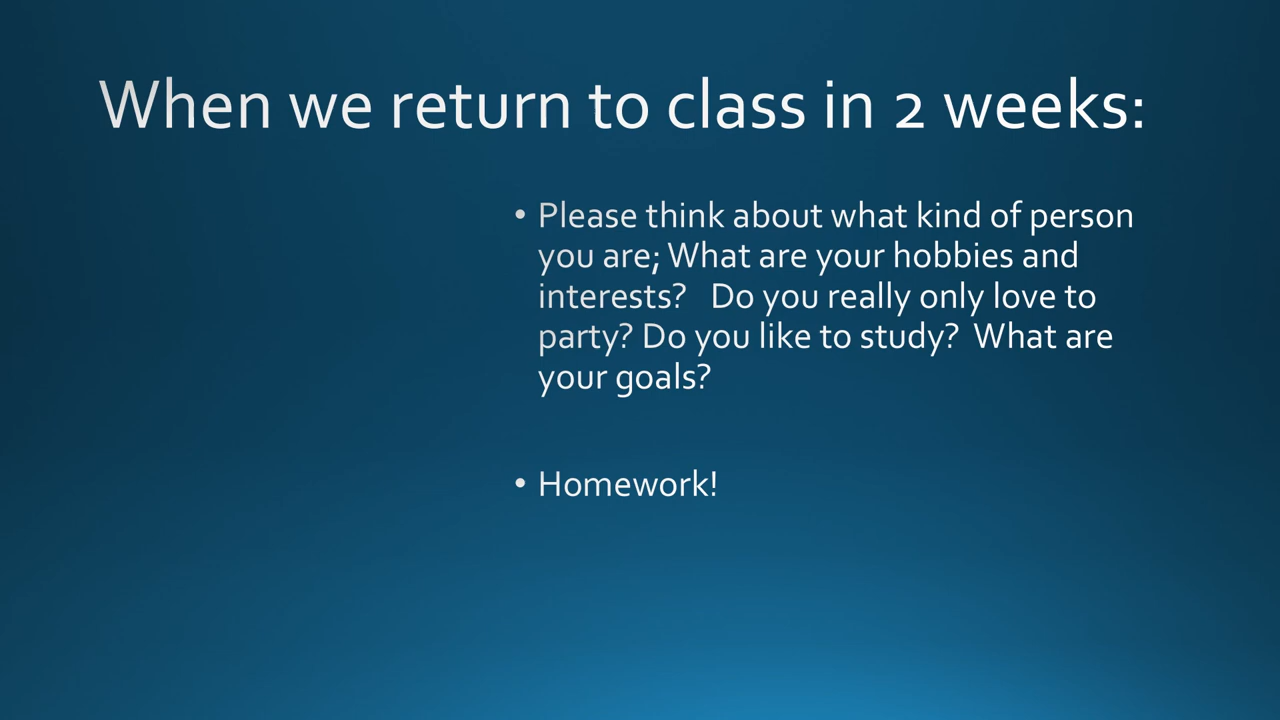 When we return to class in 2 weeks:
• Please think about what kind of person
you are; What are your hobbies and
interests?   Do you really only love to
party? Do you like to study?  What are
your goals?
• Homework!